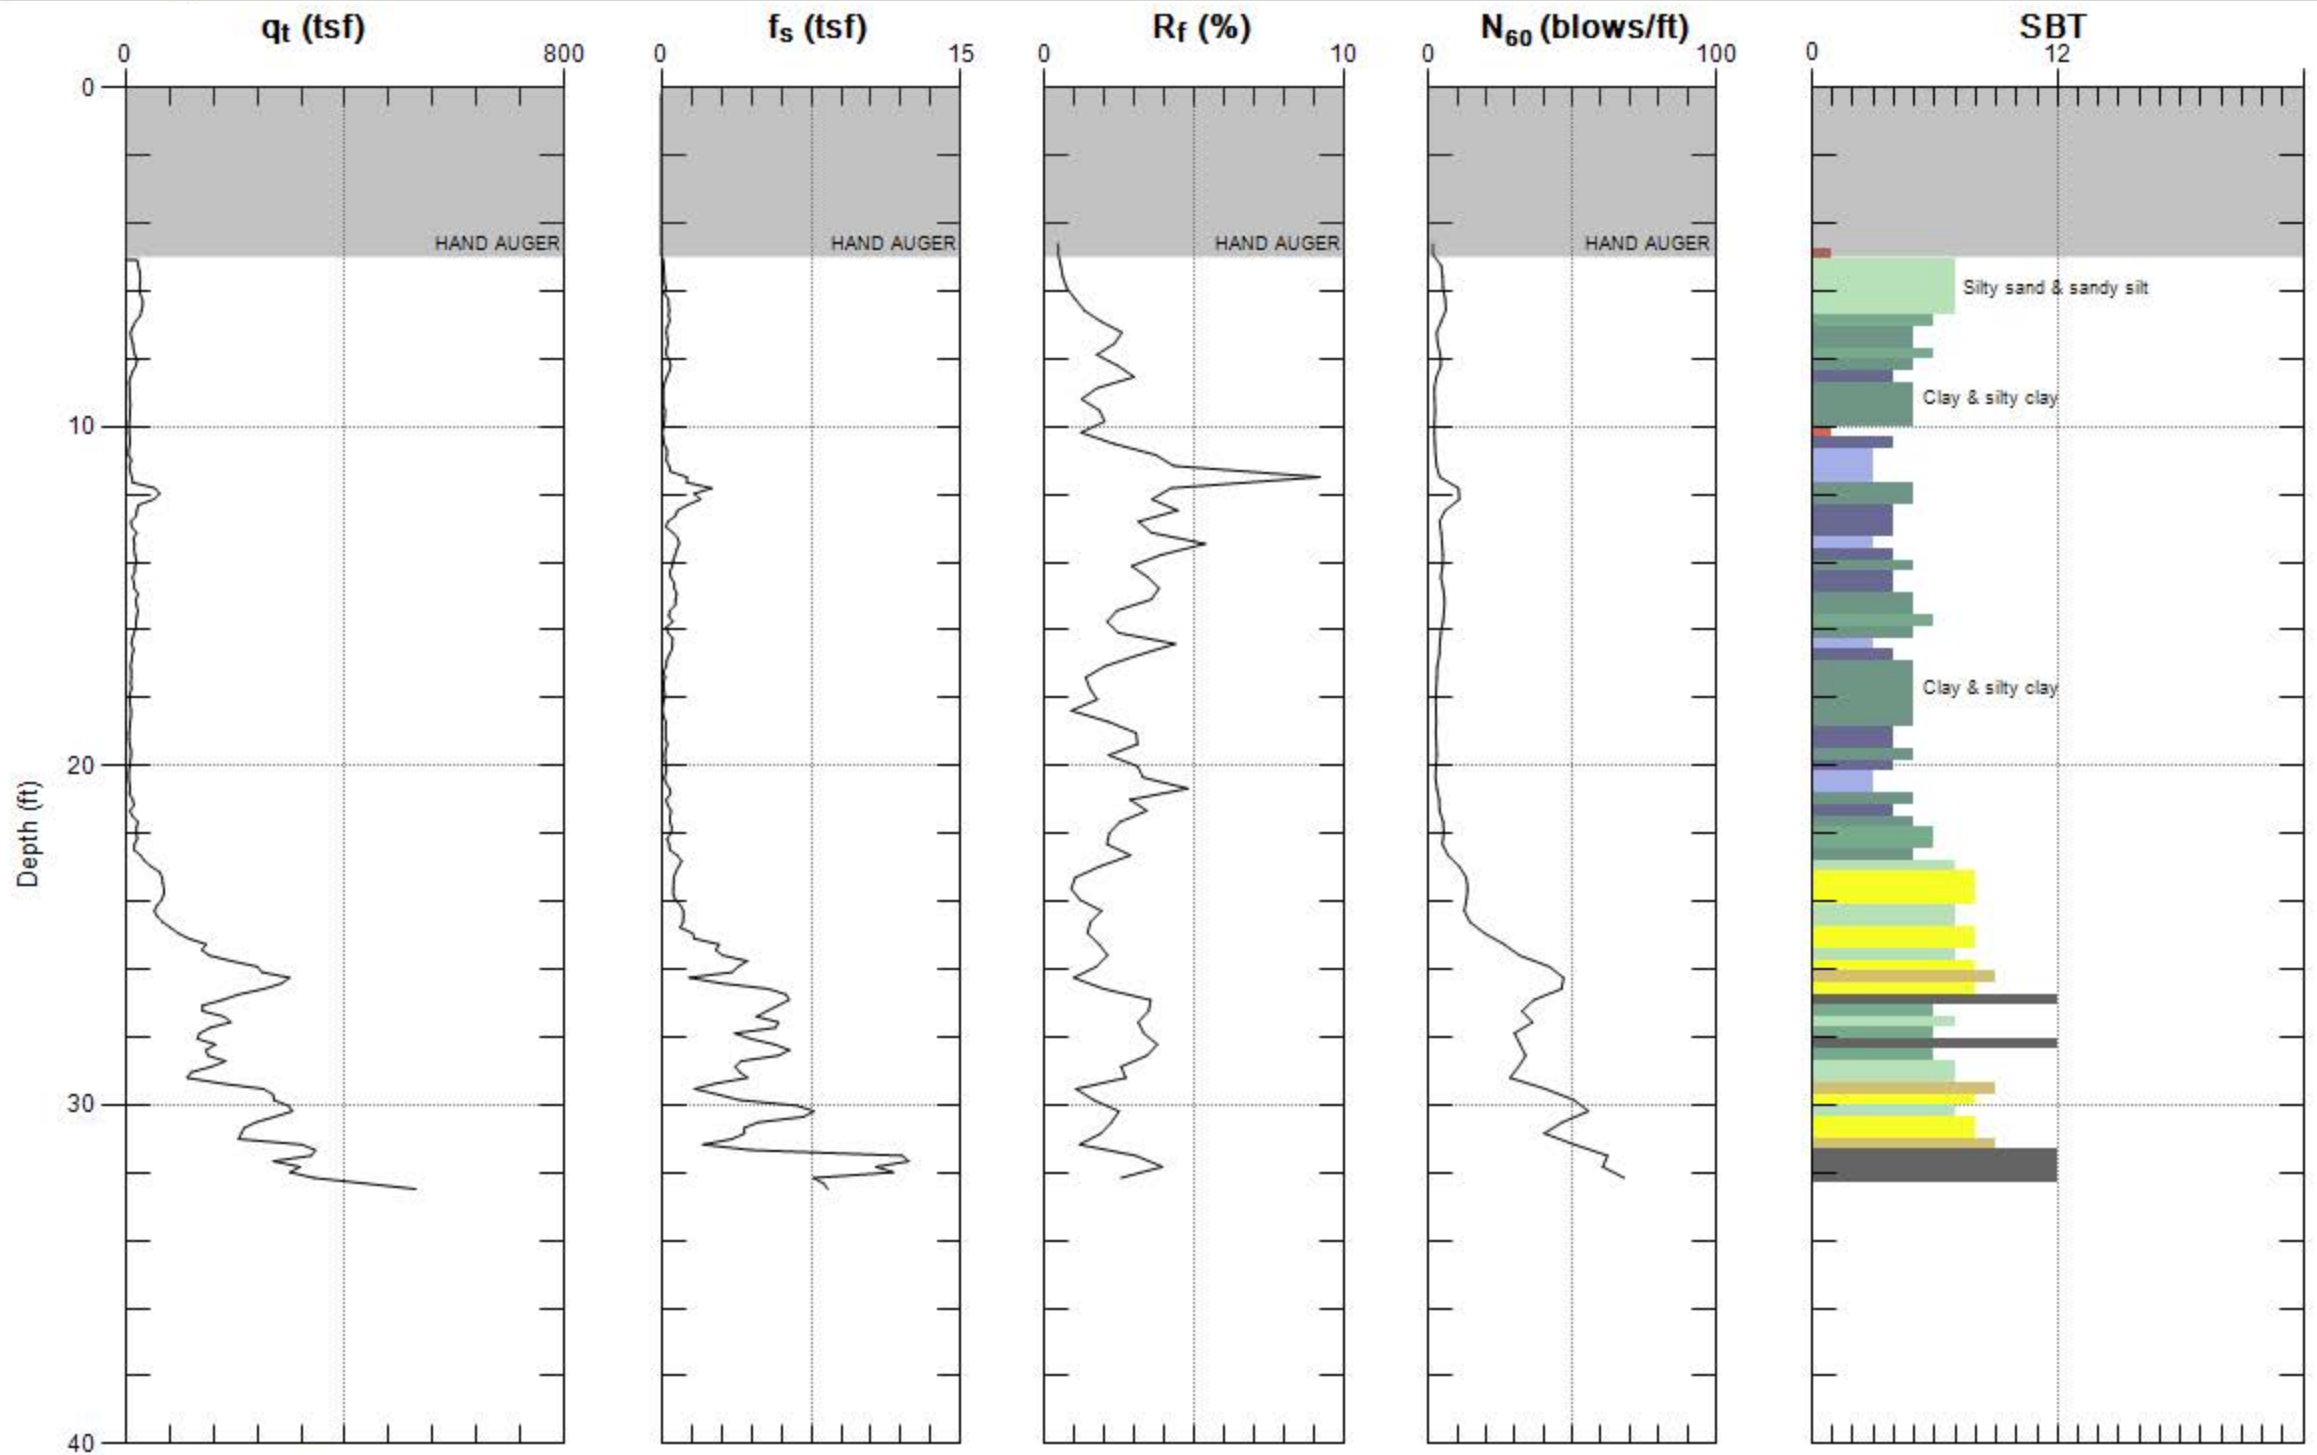 qt (tsf) fs (tsf) Rf (%) N60 (blows/ft) SBT
0 800 0 15 0 10 0 100 0 12
0
HAND AUGER HAND AUGER HAND AUGER HAND AUGER
Silty sand & sandy silt
Clay & silty clay
10
Clay & silty clay
20
Depth (ft)
30
40